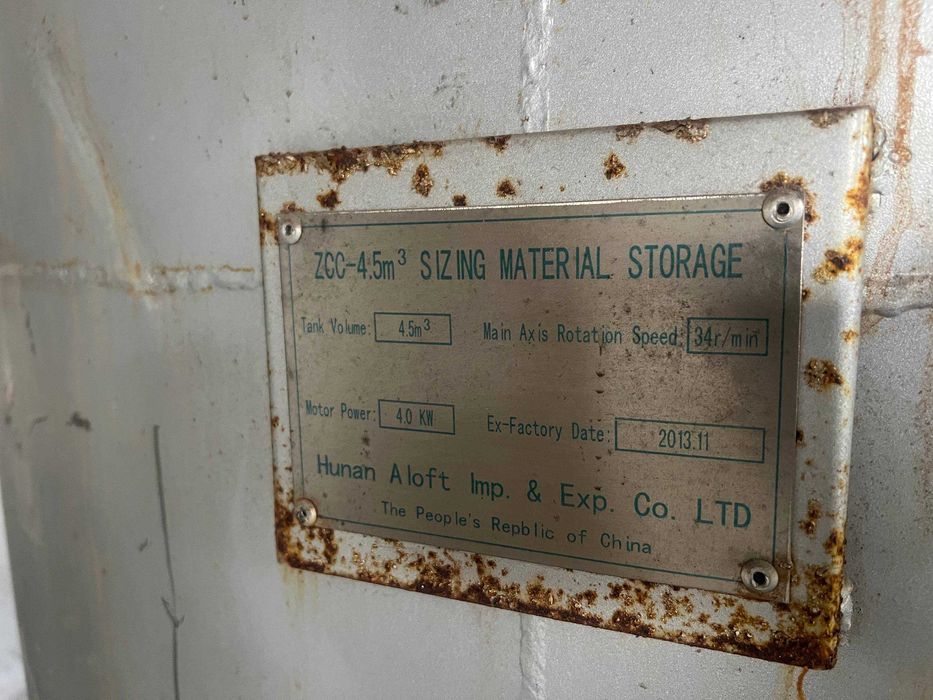 ZCC-4.5m³ SIZING MATERIAL STORAGE
Tank Volume: 4.5m³ Main Axis Rotation Speed: 34r/min
Motor Power: 4.0 KW Ex-Factory Date: 2013.11
Hunan Aloft Imp. & Exp. Co. LTD
The People's Repblic of China